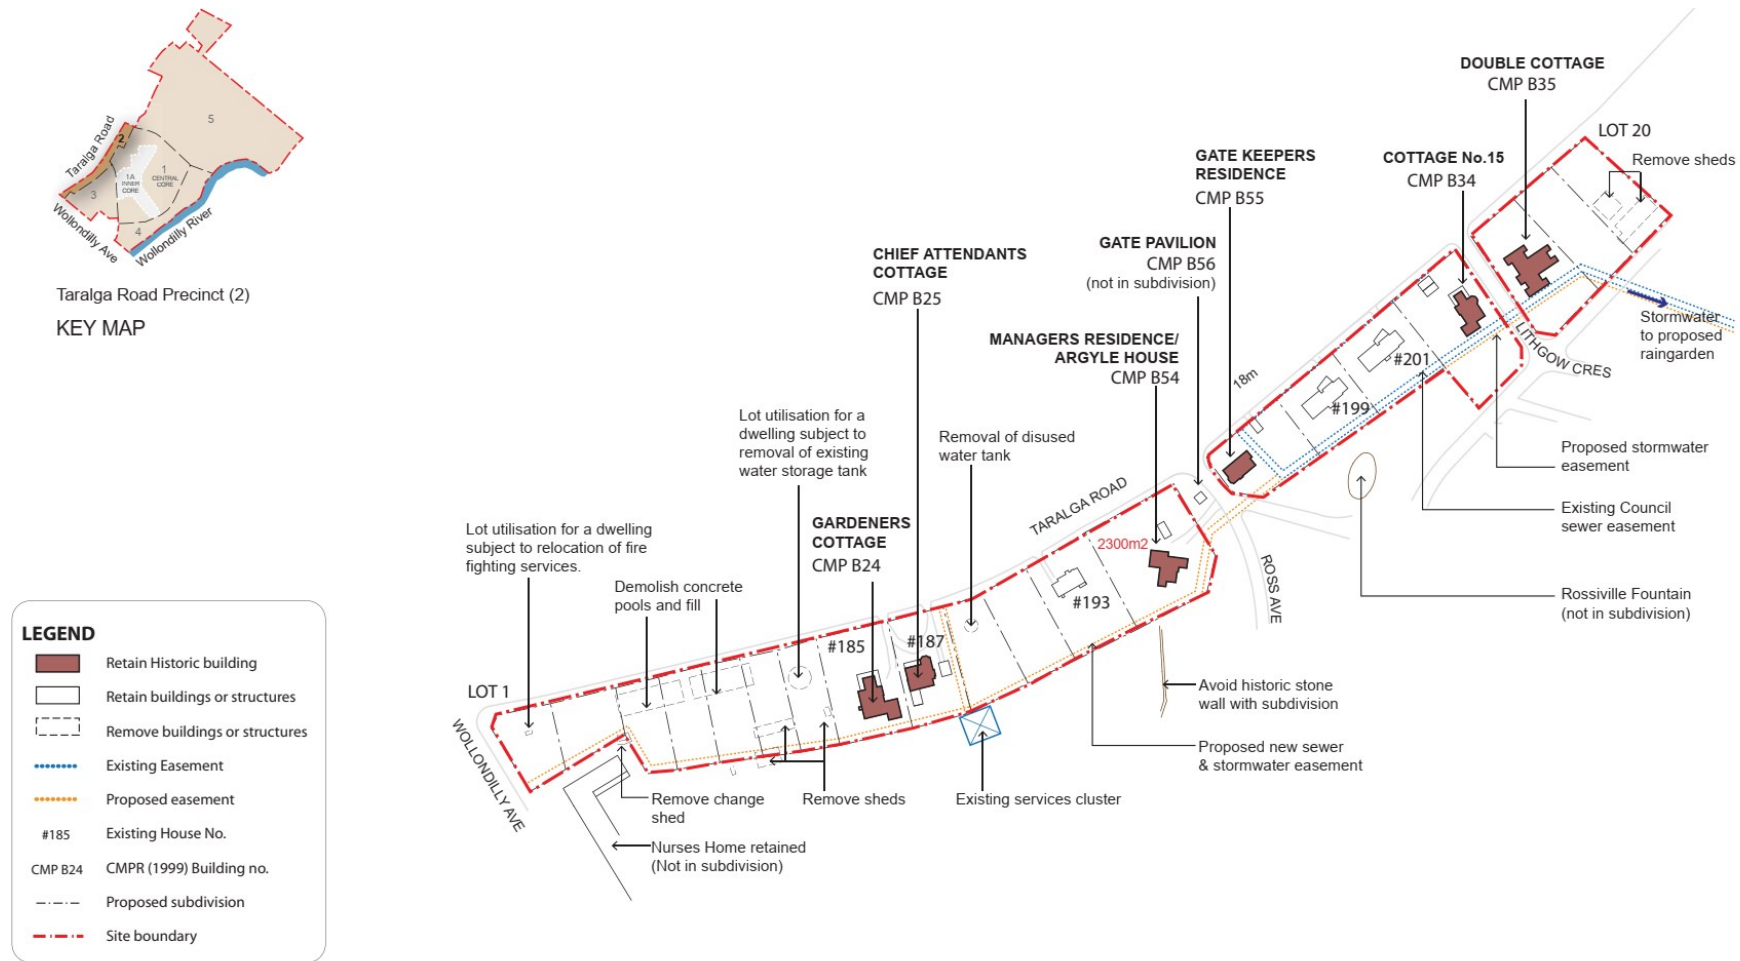 5
2
Taralga Road
1
CENTRAL
CORE
1A
INNER
CORE
3
4
Wollondilly Ave
Wollondilly River
Taralga Road Precinct (2)
KEY MAP
DOUBLE COTTAGE
CMP B35
LOT 20
Remove sheds
COTTAGE No.15
CMP B34
GATE KEEPERS
RESIDENCE
CMP B55
GATE PAVILION
CMP B56
(not in subdivision)
CHIEF ATTENDANTS
COTTAGE
CMP B25
MANAGERS RESIDENCE/
ARGYLE HOUSE
CMP B54
Stormwater
to proposed
raingarden
LITHGOW CRES
#201
18m
#199
Lot utilisation for a
dwelling subject to
removal of existing
water storage tank
Removal of disused
water tank
Proposed stormwater
easement
TARALGA ROAD
Existing Council
sewer easement
Lot utilisation for a dwelling
subject to relocation of fire
fighting services.
GARDENERS
COTTAGE
CMP B24
2300m2
ROSS AVE
Demolish concrete
pools and fill
#193
Rossiville Fountain
(not in subdivision)
#185
#187
LOT 1
Avoid historic stone
wall with subdivision
WOLLONDILLY AVE
Proposed new sewer
& stormwater easement
Remove change
shed
Remove sheds
Existing services cluster
Nurses Home retained
(Not in subdivision)
LEGEND
Retain Historic building
Retain buildings or structures
Remove buildings or structures
Existing Easement
Proposed easement
#185 Existing House No.
CMP B24 CMPR (1999) Building no.
Proposed subdivision
Site boundary